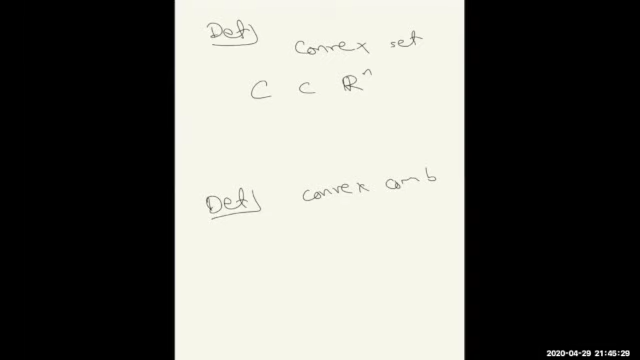 Def) convex set
C ⊂ ℝⁿ
Def) convex comb
2020-04-29 21:45:29